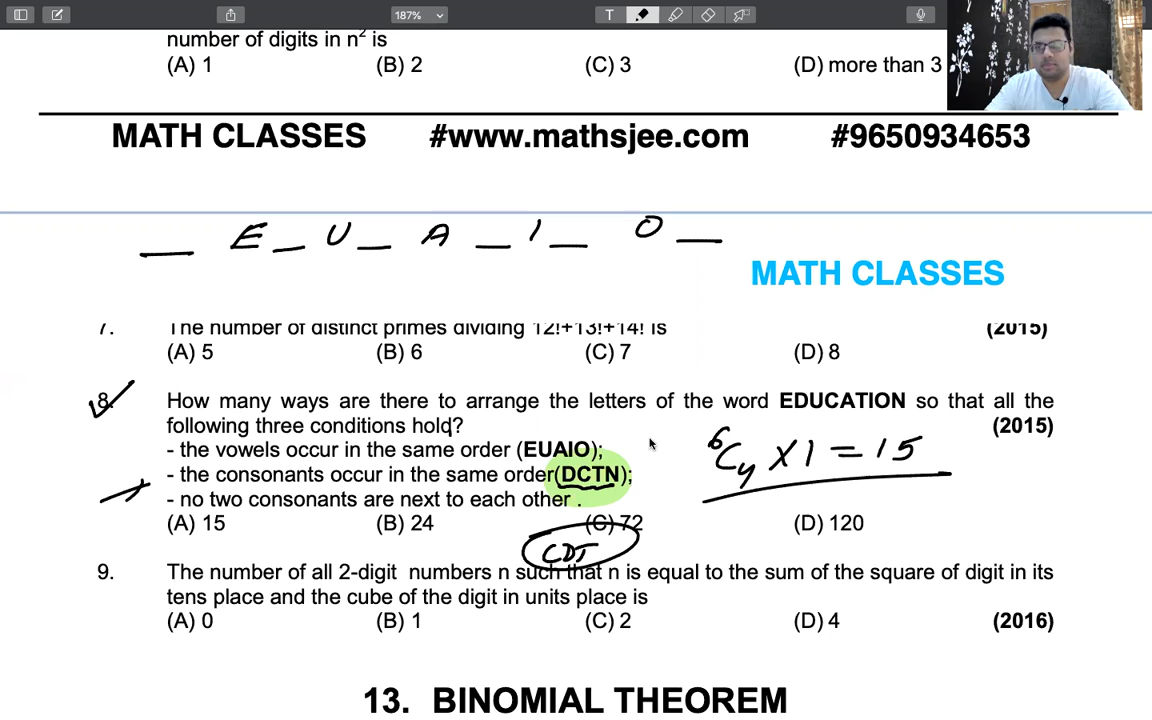 187%
T
number of digits in n² is
(A) 1 (B) 2 (C) 3 (D) more than 3
MATH CLASSES #www.mathsjee.com #9650934653
_ E _ U _ A _ I _ O _
MATH CLASSES
7. The number of distinct primes dividing 12!+13!+14! is (2015)
(A) 5 (B) 6 (C) 7 (D) 8
8. How many ways are there to arrange the letters of the word EDUCATION so that all the
following three conditions hold? (2015)
- the vowels occur in the same order (EUAIO);
- the consonants occur in the same order(DCTN);
- no two consonants are next to each other .
⁶C₄ × 1 = 15
(A) 15 (B) 24 (C) 72 (D) 120
9. The number of all 2-digit numbers n such that n is equal to the sum of the square of digit in its
tens place and the cube of the digit in units place is
(A) 0 (B) 1 (C) 2 (D) 4 (2016)
13. BINOMIAL THEOREM